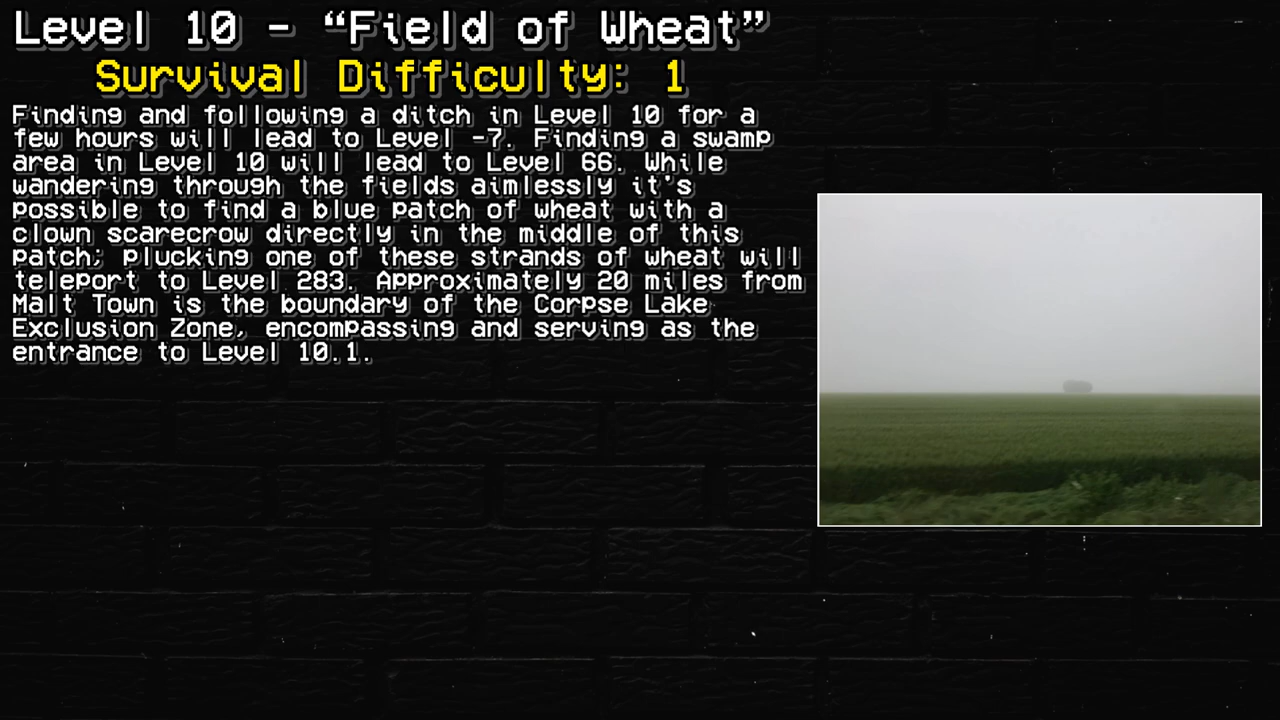 Level 10 - “Field of Wheat”
Survival Difficulty: 1
Finding and following a ditch in Level 10 for a
few hours will lead to Level -7. Finding a swamp
area in Level 10 will lead to Level 66. While
wandering through the fields aimlessly it's
possible to find a blue patch of wheat with a
clown scarecrow directly in the middle of this
patch; plucking one of these strands of wheat will
teleport to Level 283. Approximately 20 miles from
Malt Town is the boundary of the Corpse Lake
Exclusion Zone, encompassing and serving as the
entrance to Level 10.1.